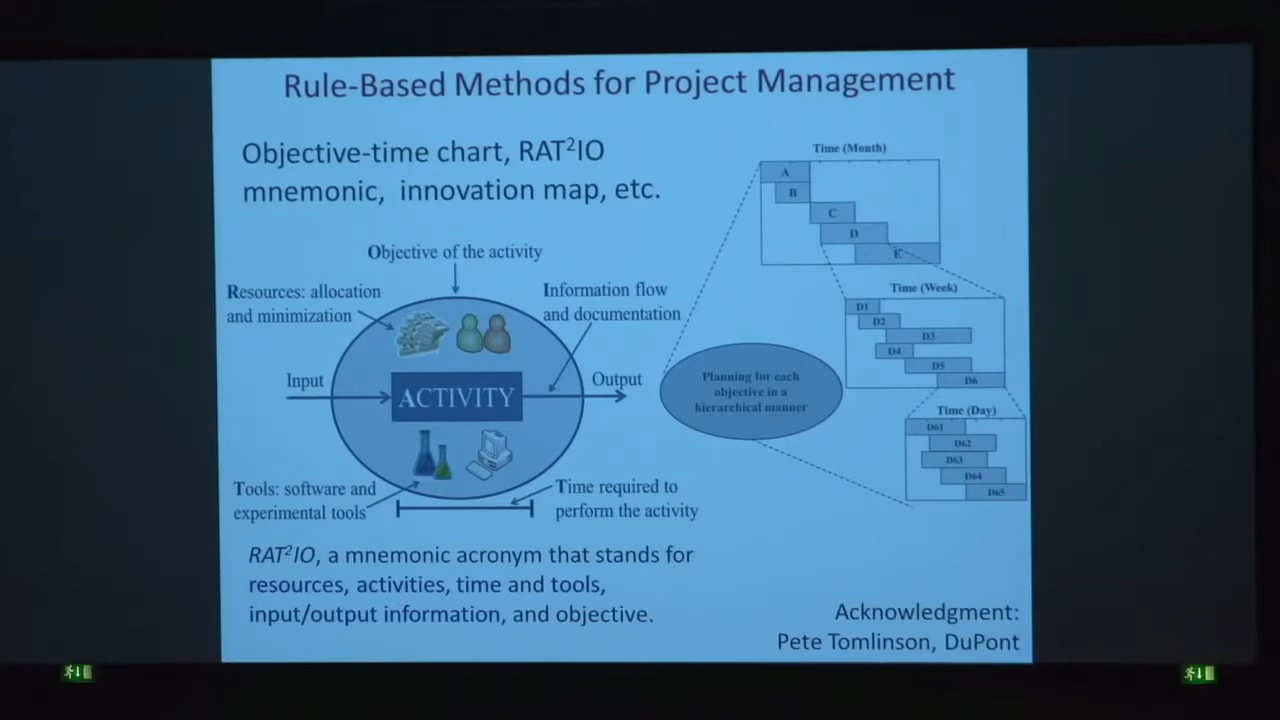 Rule-Based Methods for Project Management
Objective-time chart, RAT²IO
mnemonic, innovation map, etc.
Objective of the activity
Resources: allocation
and minimization
Information flow
and documentation
Input
ACTIVITY
Output
Tools: software and
experimental tools
Time required to
perform the activity
RAT²IO, a mnemonic acronym that stands for
resources, activities, time and tools,
input/output information, and objective.
Time (Month)
A
B
C
D
E
Time (Week)
D1
D2
D3
D4
D5
D6
Planning for each
objective in a
hierarchical manner
Time (Day)
D61
D62
D63
D64
D65
Acknowledgment:
Pete Tomlinson, DuPont